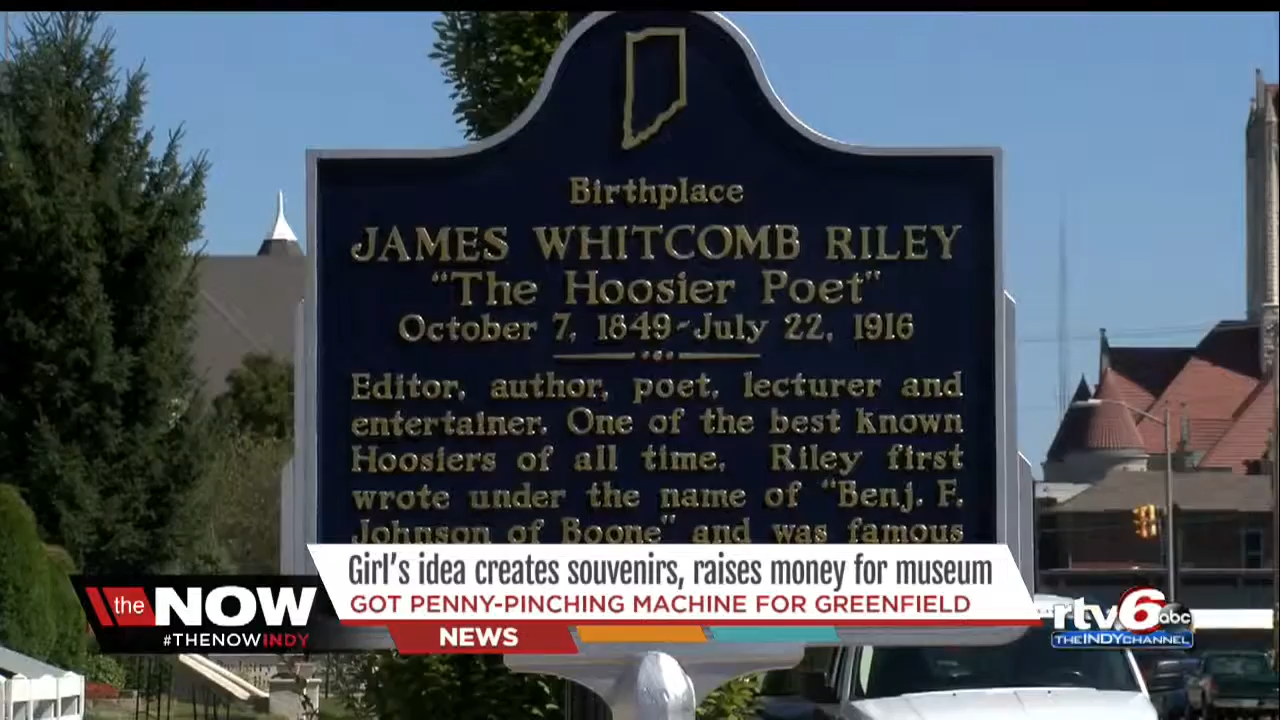 Birthplace
JAMES WHITCOMB RILEY
"The Hoosier Poet"
October 7, 1849~July 22, 1916
Editor, author, poet, lecturer and
entertainer. One of the best known
Hoosiers of all time. Riley first
wrote under the name of "Benj. F.
Johnson of Boone" and was famous
Girl's idea creates souvenirs, raises money for museum
GOT PENNY-PINCHING MACHINE FOR GREENFIELD
NEWS
the NOW
#THENOWINDY
rtv6 abc
THEINDYCHANNEL